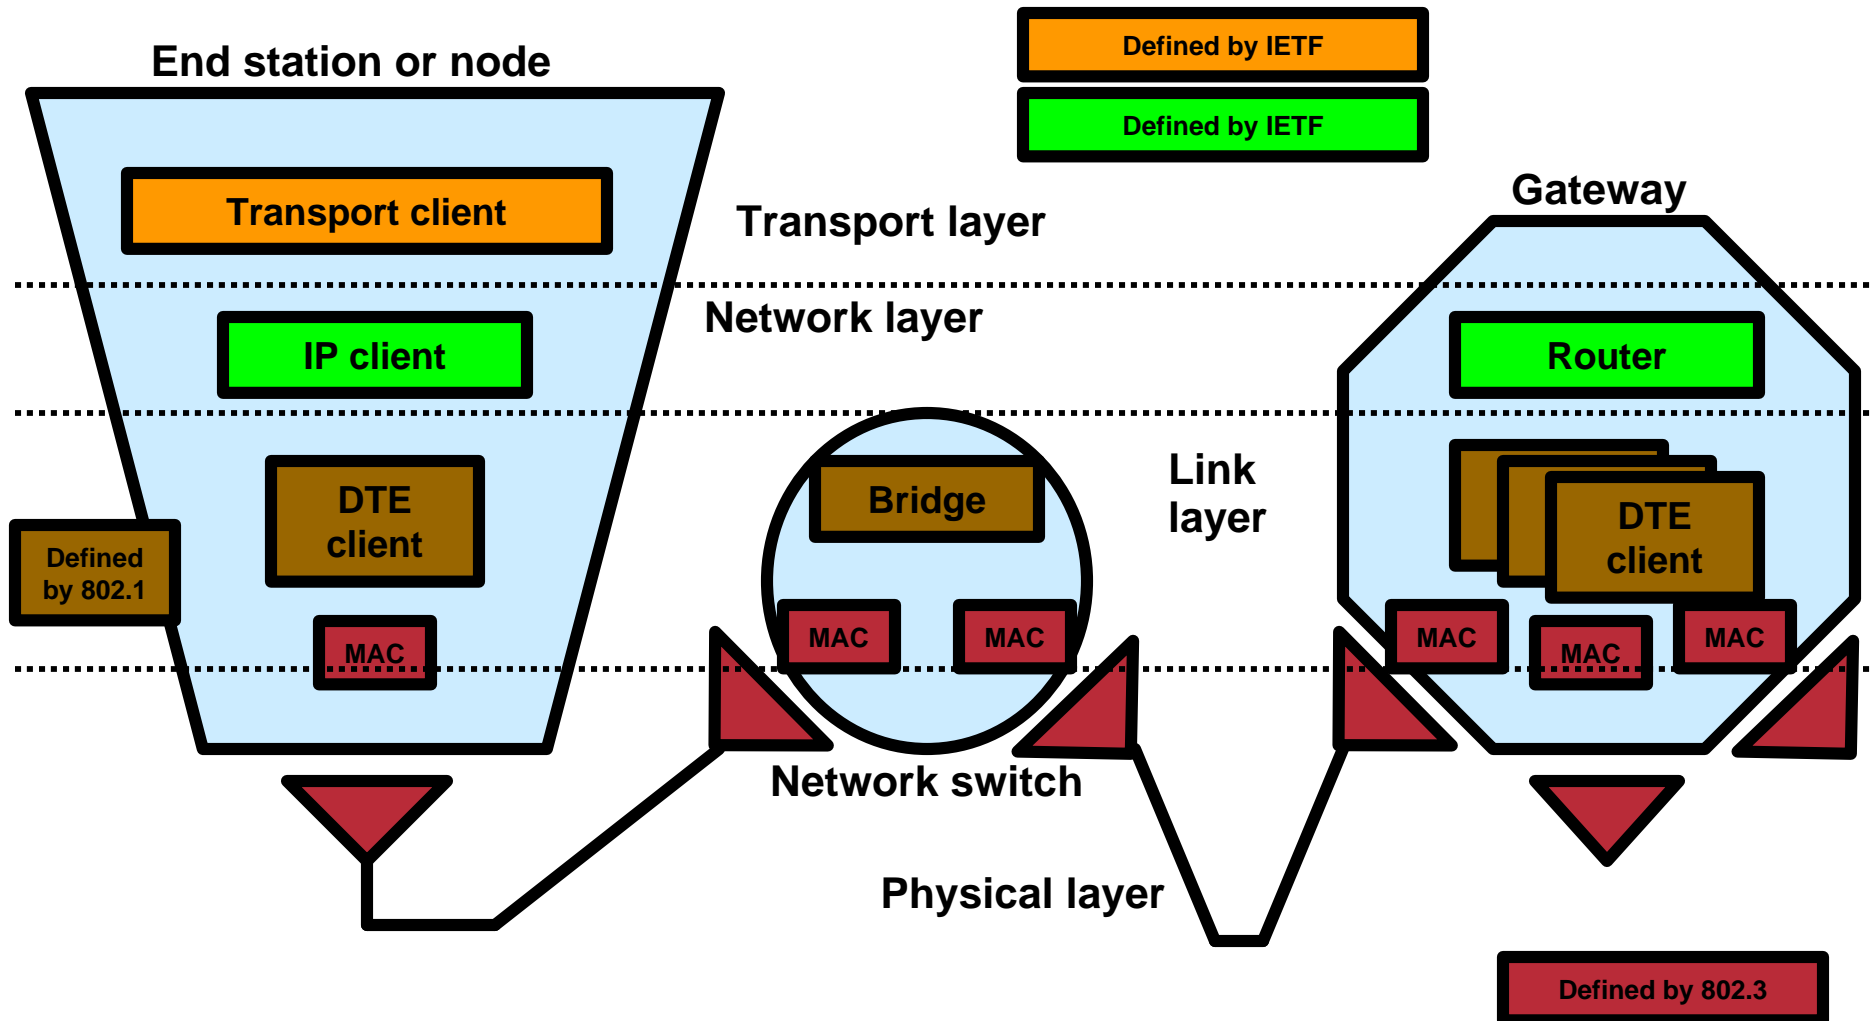 Defined by IETF
End station or node
Defined by IETF
Gateway
Transport client
Transport layer
Network layer
IP client
Router
Link
layer
DTE
client
Bridge
DTE
client
Defined
by 802.1
MAC
MAC
MAC
MAC
MAC
MAC
Network switch
Physical layer
Defined by 802.3